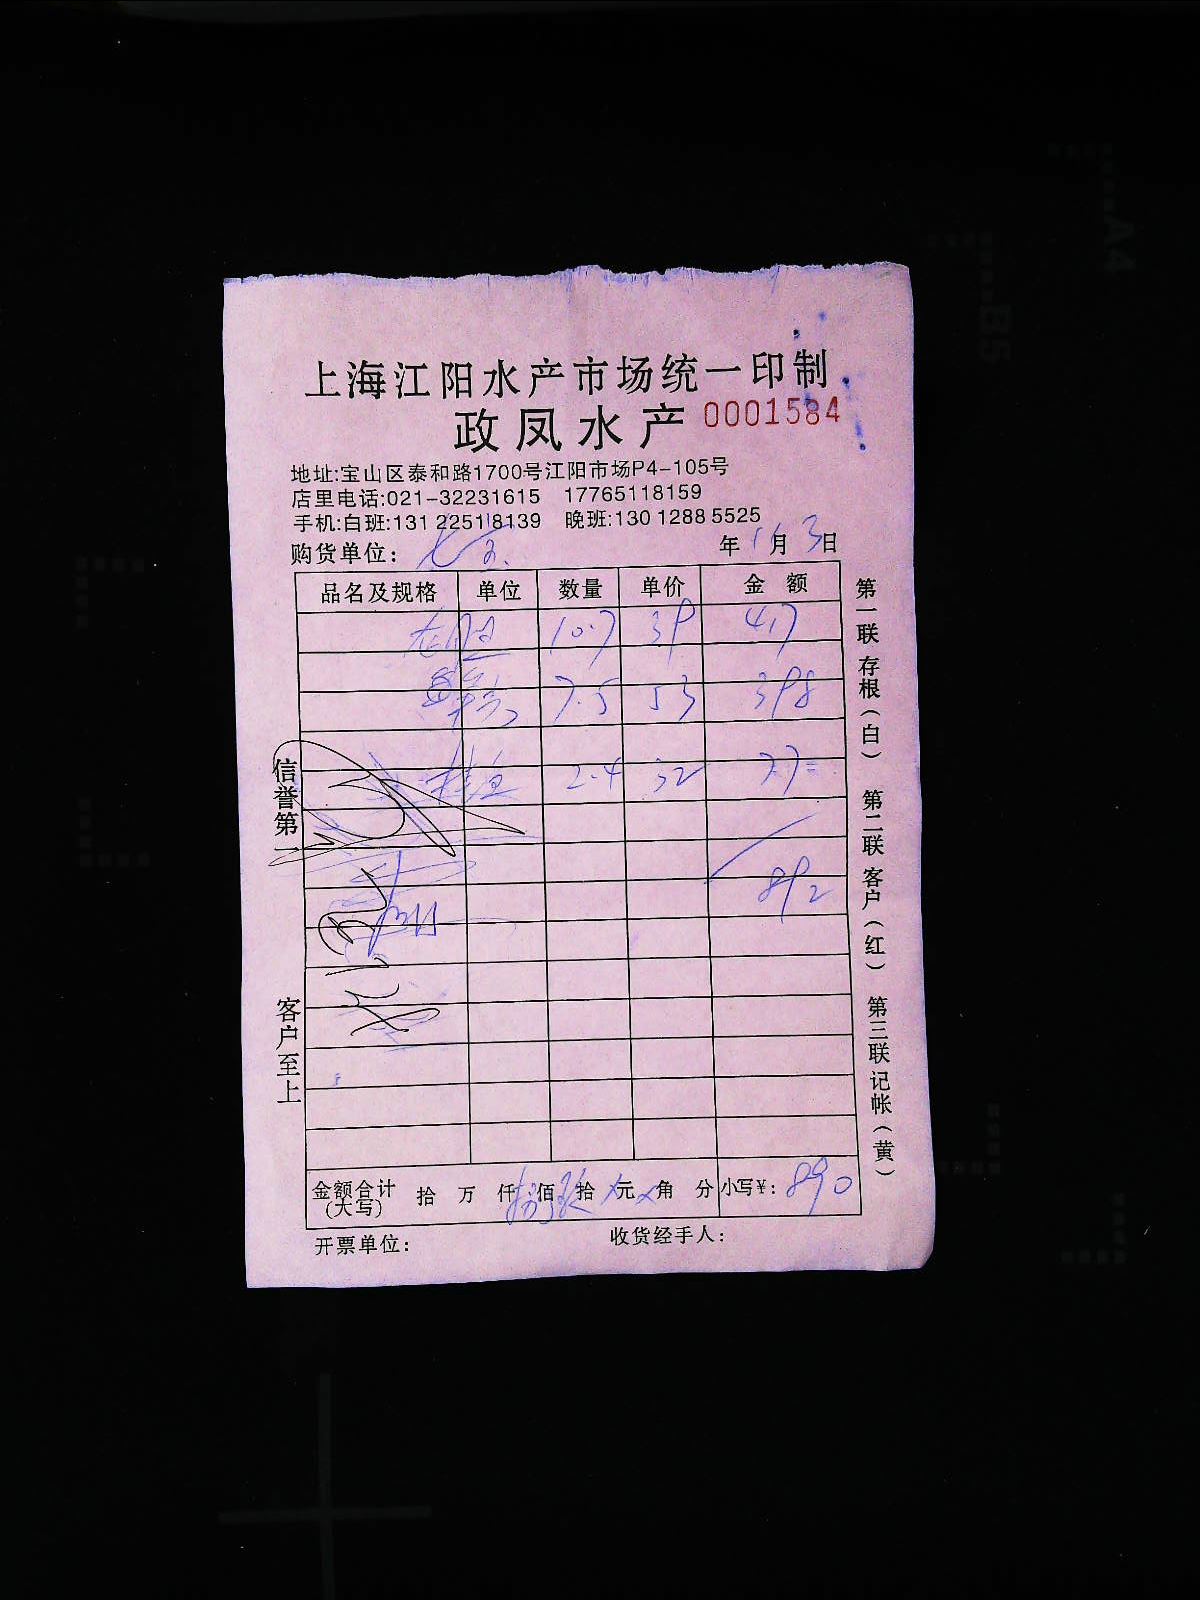 上海江阳水产市场统一印制
政凤水产 0001584
地址:宝山区泰和路1700号江阳市场P4-105号
店里电话:021-32231615 17765118159
手机:白班:131 22518139 晚班:130 1288 5525
购货单位: 年 11 月 3 日
品名及规格 单位 数量 单价 金 额
10.7 39 417
7.5 53 398
桂鱼 2.4 32 77
892
金额合计(大写) 拾 万 仟 佰 拾 元 角 分 小写¥: 890
开票单位: 收货经手人:
信誉第一 客户至上
第一联存根(白) 第二联客户(红) 第三联记帐(黄)